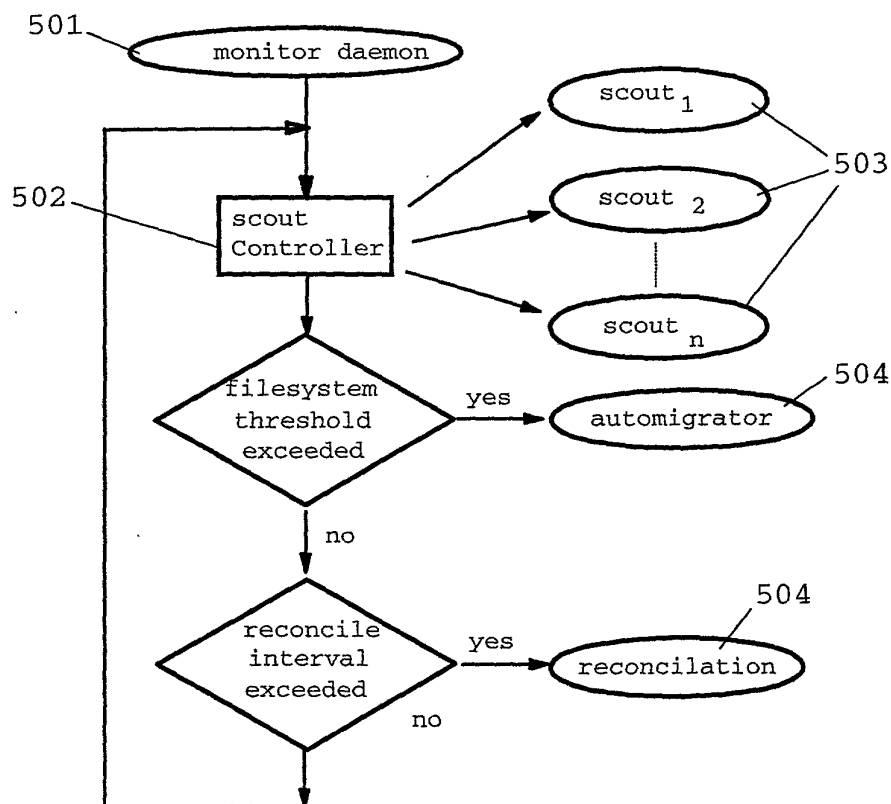 501
monitor daemon
scout 1
503
502
scout
Controller
scout 2
scout n
filesystem
threshold
exceeded
yes
504
automigrator
no
reconcile
interval
exceeded
yes
504
reconcilation
no